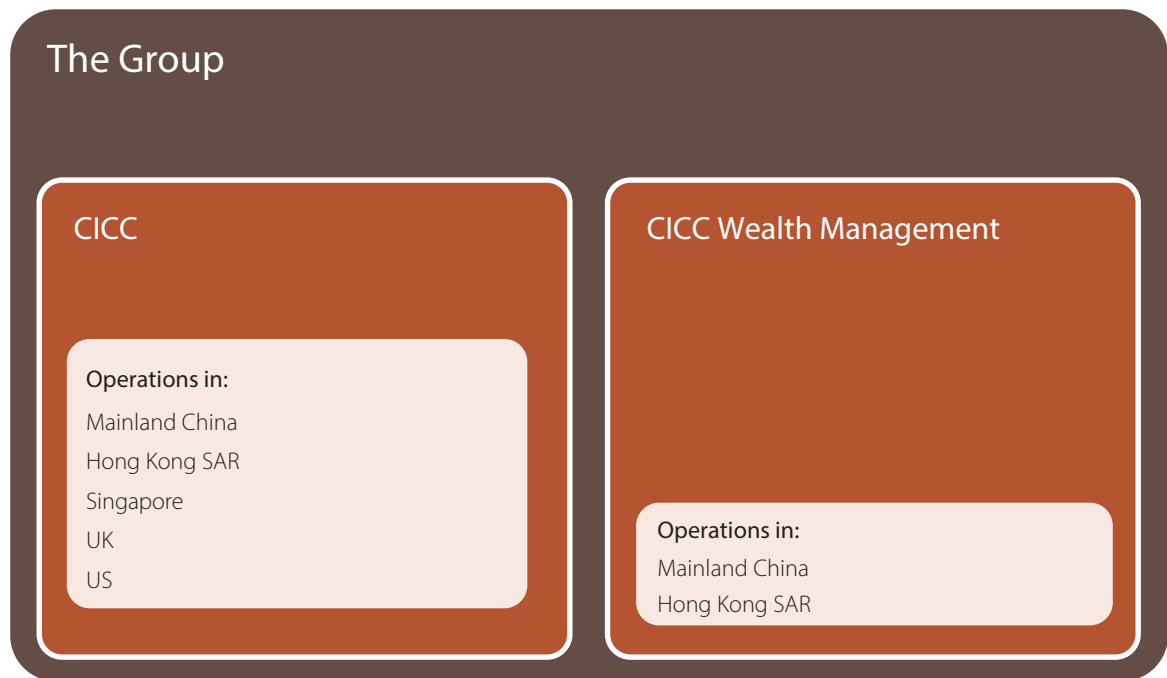 The Group
CICC
Operations in:
Mainland China
Hong Kong SAR
Singapore
UK
US
CICC Wealth Management
Operations in:
Mainland China
Hong Kong SAR